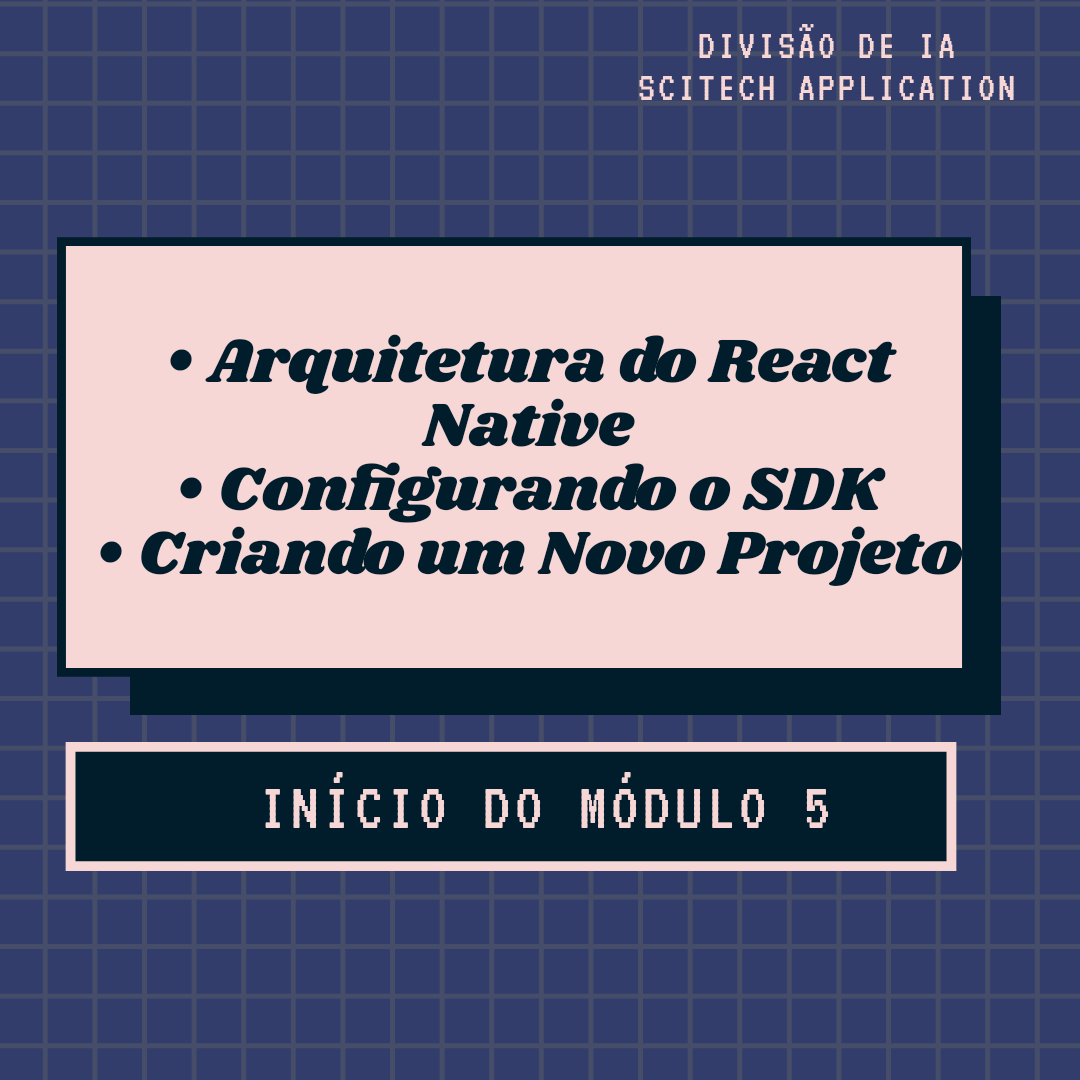 DIVISÃO DE IA
SCITECH APPLICATION
• Arquitetura do React
Native
• Configurando o SDK
• Criando um Novo Projeto
INÍCIO DO MÓDULO 5